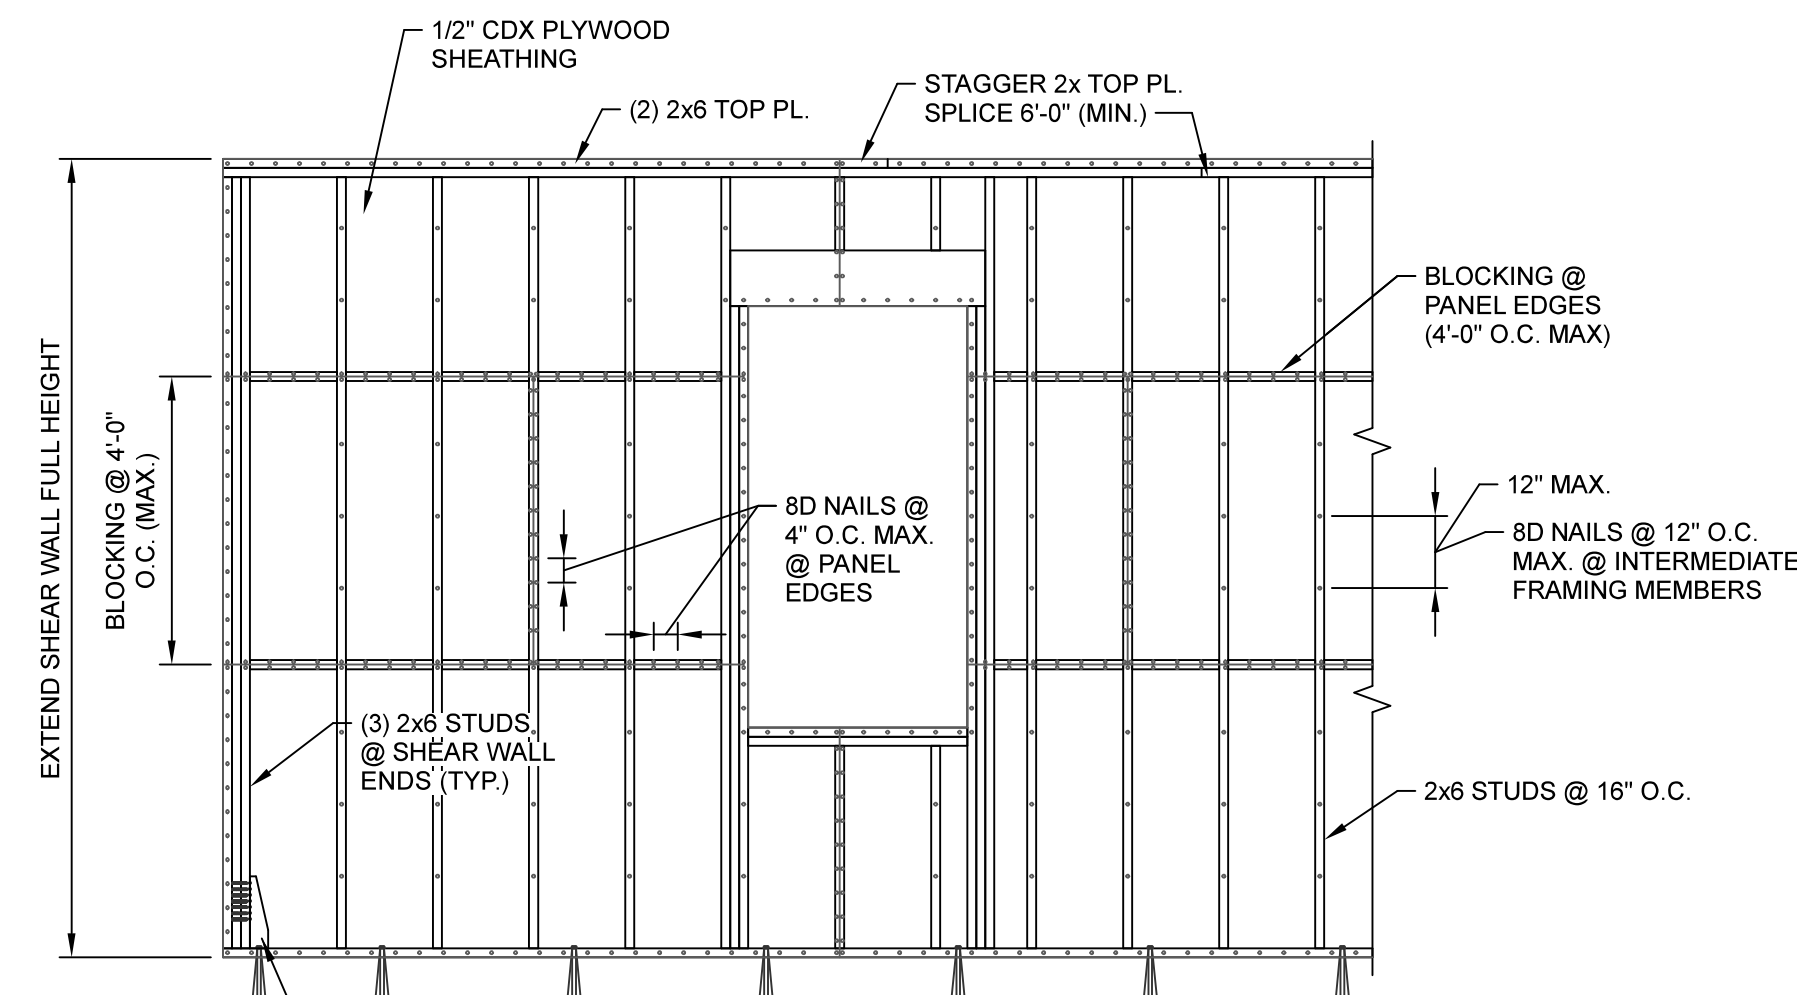 1/2" CDX PLYWOOD
SHEATHING
(2) 2x6 TOP PL.
STAGGER 2x TOP PL.
SPLICE 6'-0" (MIN.)
BLOCKING @
PANEL EDGES
(4'-0" O.C. MAX)
EXTEND SHEAR WALL FULL HEIGHT
BLOCKING @ 4'-0"
O.C. (MAX.)
8D NAILS @
4" O.C. MAX.
@ PANEL
EDGES
12" MAX.
8D NAILS @ 12" O.C.
MAX. @ INTERMEDIATE
FRAMING MEMBERS
(3) 2x6 STUDS
@ SHEAR WALL
ENDS (TYP.)
2x6 STUDS @ 16" O.C.